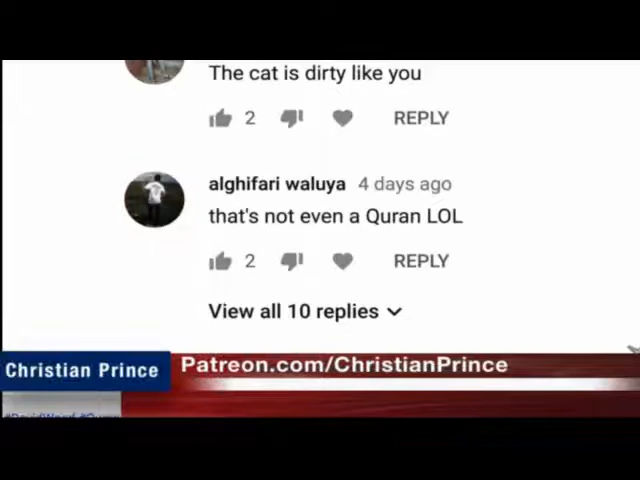 The cat is dirty like you
2 REPLY
alghifari waluya 4 days ago
that's not even a Quran LOL
2 REPLY
View all 10 replies
Christian Prince Patreon.com/ChristianPrince